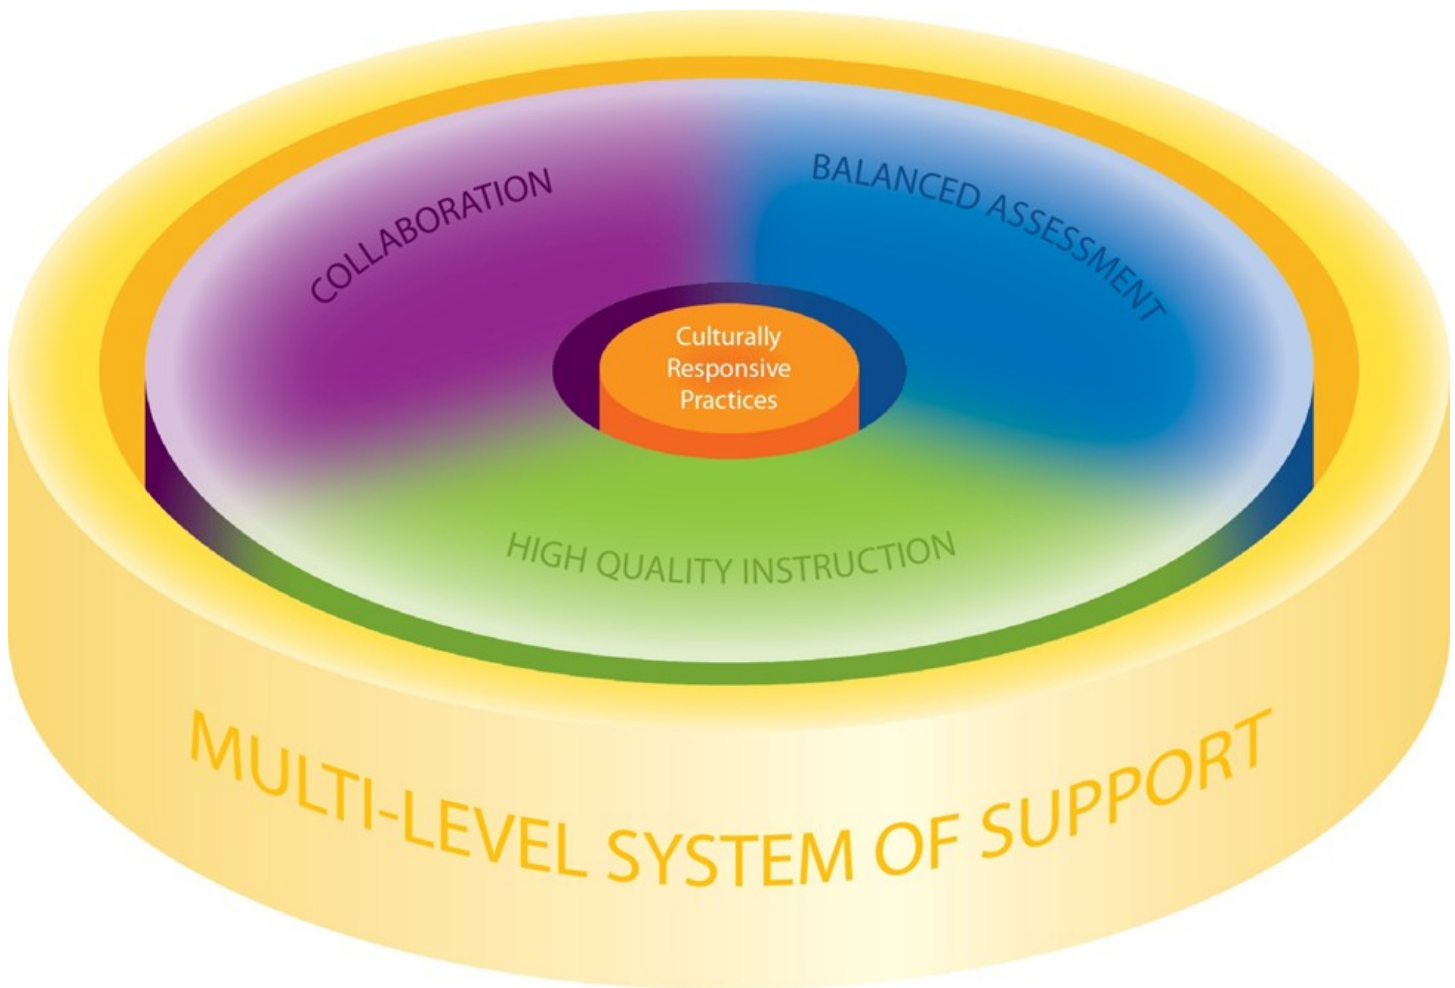 COLLABORATION
BALANCED ASSESSMENT
Culturally
Responsive
Practices
HIGH QUALITY INSTRUCTION
MULTI-LEVEL SYSTEM OF SUPPORT